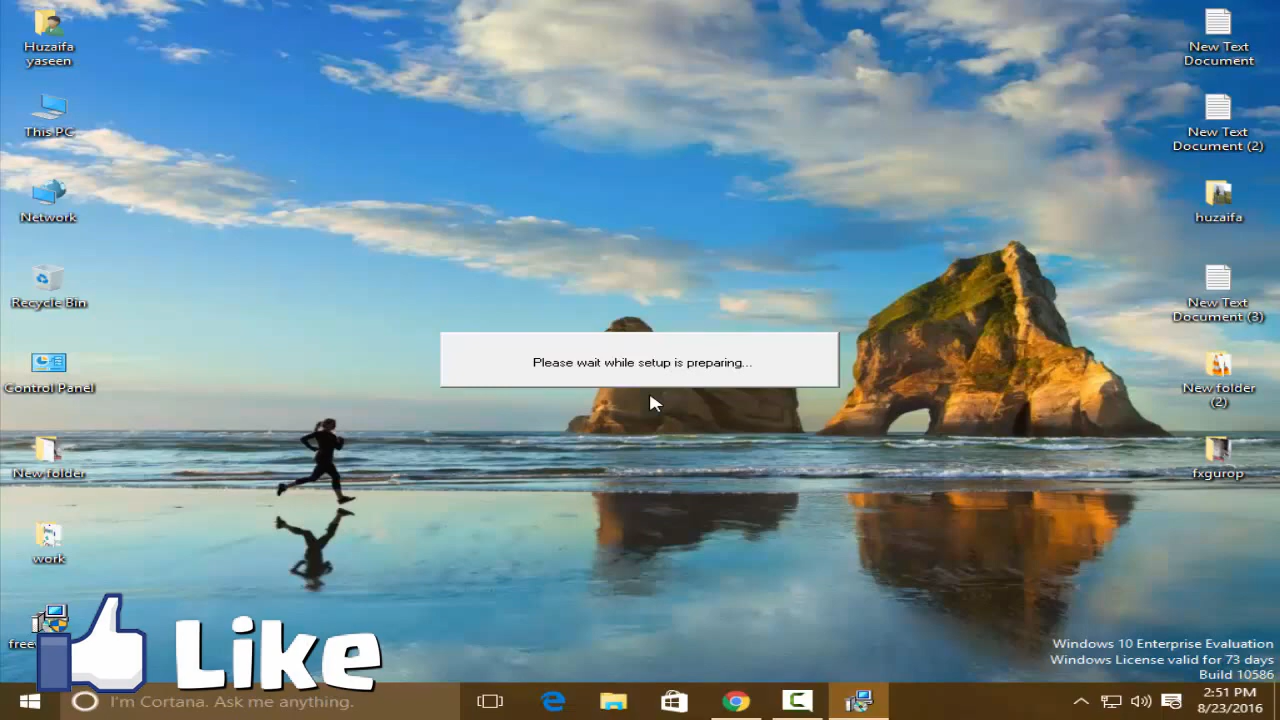 Huzaifa
yaseen
This PC
Network
Recycle Bin
Control Panel
New folder
work
free
New Text
Document
New Text
Document (2)
huzaifa
New Text
Document (3)
New folder
(2)
fxgurop
Please wait while setup is preparing...
Like
Windows 10 Enterprise Evaluation
Windows License valid for 73 days
Build 10586
I'm Cortana. Ask me anything.
2:51 PM
8/23/2016